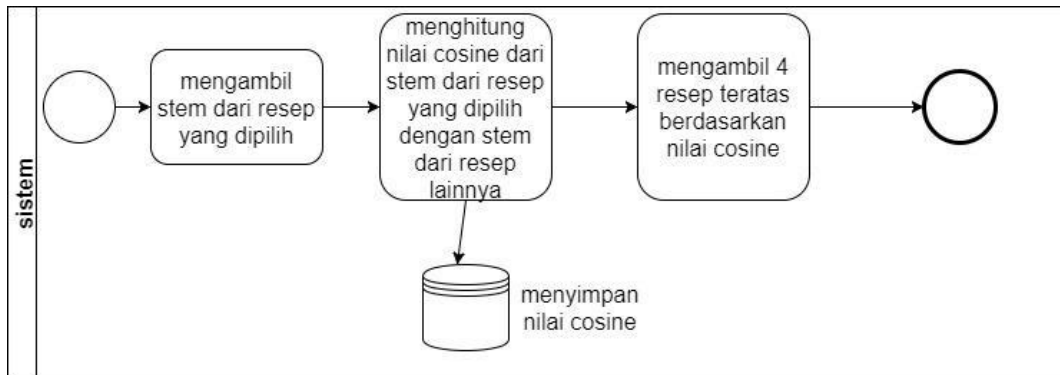 sistem
mengambil
stem dari resep
yang dipilih
menghitung
nilai cosine dari
stem dari resep
yang dipilih
dengan stem
dari resep
lainnya
mengambil 4
resep teratas
berdasarkan
nilai cosine
menyimpan
nilai cosine